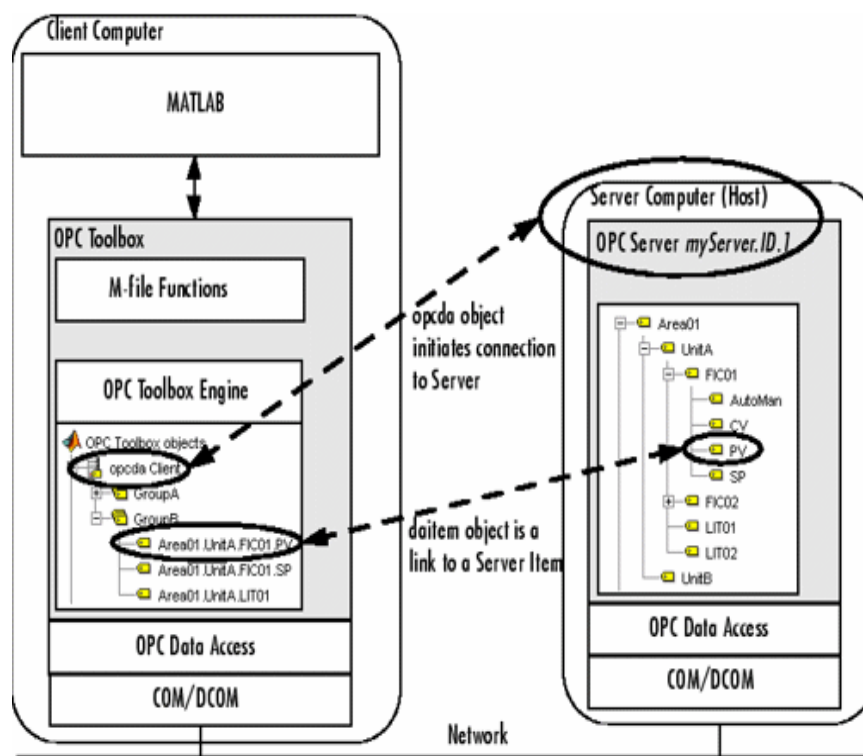 Client Computer
MATLAB
OPC Toolbox
M-file Functions
OPC Toolbox Engine
OPC Toolbox objects
opcda Client
GroupA
GroupB
Area01.UnitA.FIC01.PV
Area01.UnitA.FIC01.SP
Area01.UnitA.LIT01
OPC Data Access
COM/DCOM
opcda object
initiates connection
to Server
daitem object is a
link to a Server Item
Server Computer (Host)
OPC Server myServer.ID.1
Area01
UnitA
FIC01
AutoMan
CV
PV
SP
FIC02
LIT01
LIT02
UnitB
OPC Data Access
COM/DCOM
Network